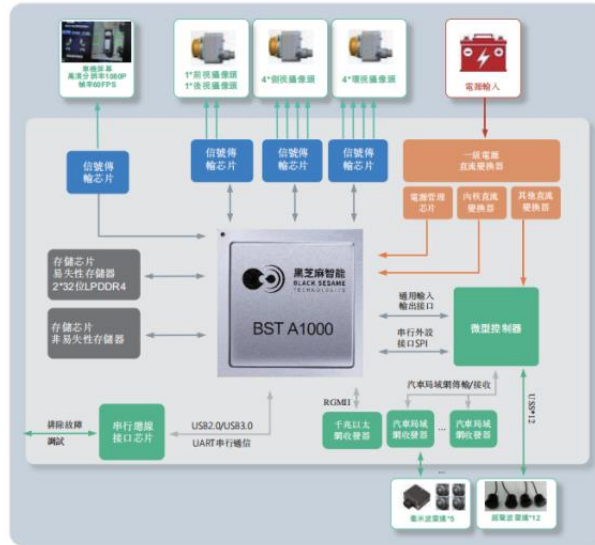 車機屏幕
高清分辨率1080P
幀率60FPS
1*前視攝像頭
1*後視攝像頭
4*側視攝像頭
4*環視攝像頭
電源輸入
信號傳
輸芯片
信號傳
輸芯片
信號傳
輸芯片
信號傳
輸芯片
一級電源
直流變換器
電源管理
芯片
內核直流
變換器
其他直流
變換器
存儲芯片
易失性存儲器
2*32位LPDDR4
存儲芯片
非易失性存儲器
黑芝麻智能
BLACK SESAME
TECHNOLOGIES
BST A1000
通用輸入
輸出接口
串行外設
接口SPI
微型控制器
汽車局域網傳輸/接收
RGMII
USS*12
排除故障
調試
串行總線
接口芯片
USB2.0/USB3.0
UART串行通信
千兆以太
網收發器
汽車局域
網收發器
...
汽車局域
網收發器
...
毫米波雷達*5
超聲波雷達*12